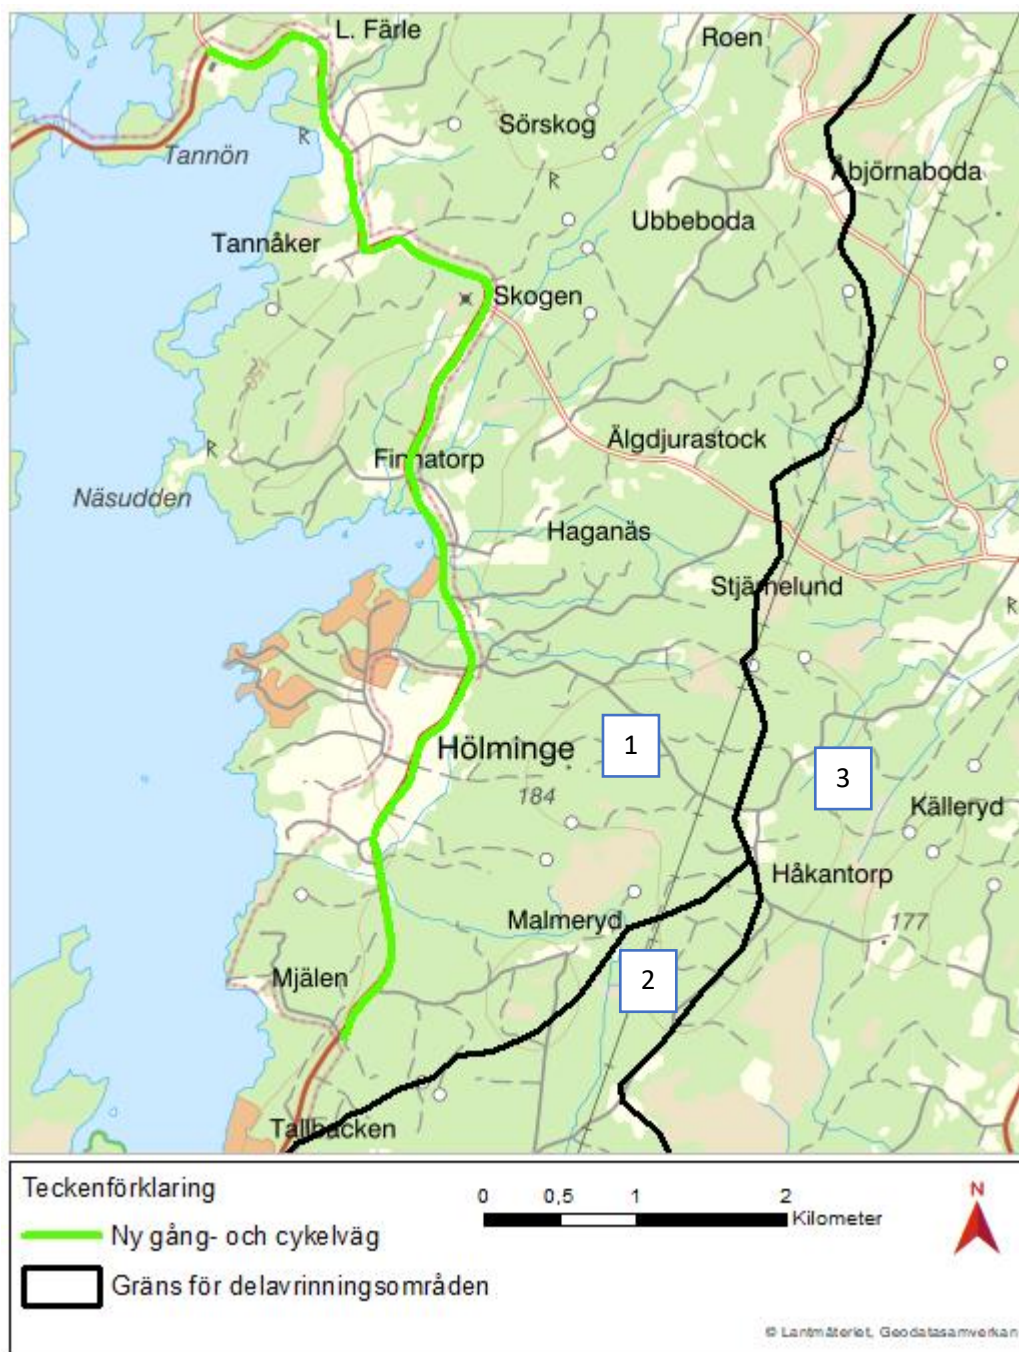 L. Färle
Roen
Sörskog
Tannön
Åbjörnaboda
R
R
Ubbeboda
Tannåker
Skogen
Älgdjurastock
Finnatorp
R
Näsudden
Haganäs
Stjärnelund
R
Hölminge
1
3
184
Källeryd
Håkantorp
Malmeryd
177
Mjälen
2
Tallbacken
Teckenförklaring
Ny gång- och cykelväg
Gräns för delavrinningsområden
0 0,5 1 2
Kilometer
N
© Lantmäteriet, Geodatasamverkan